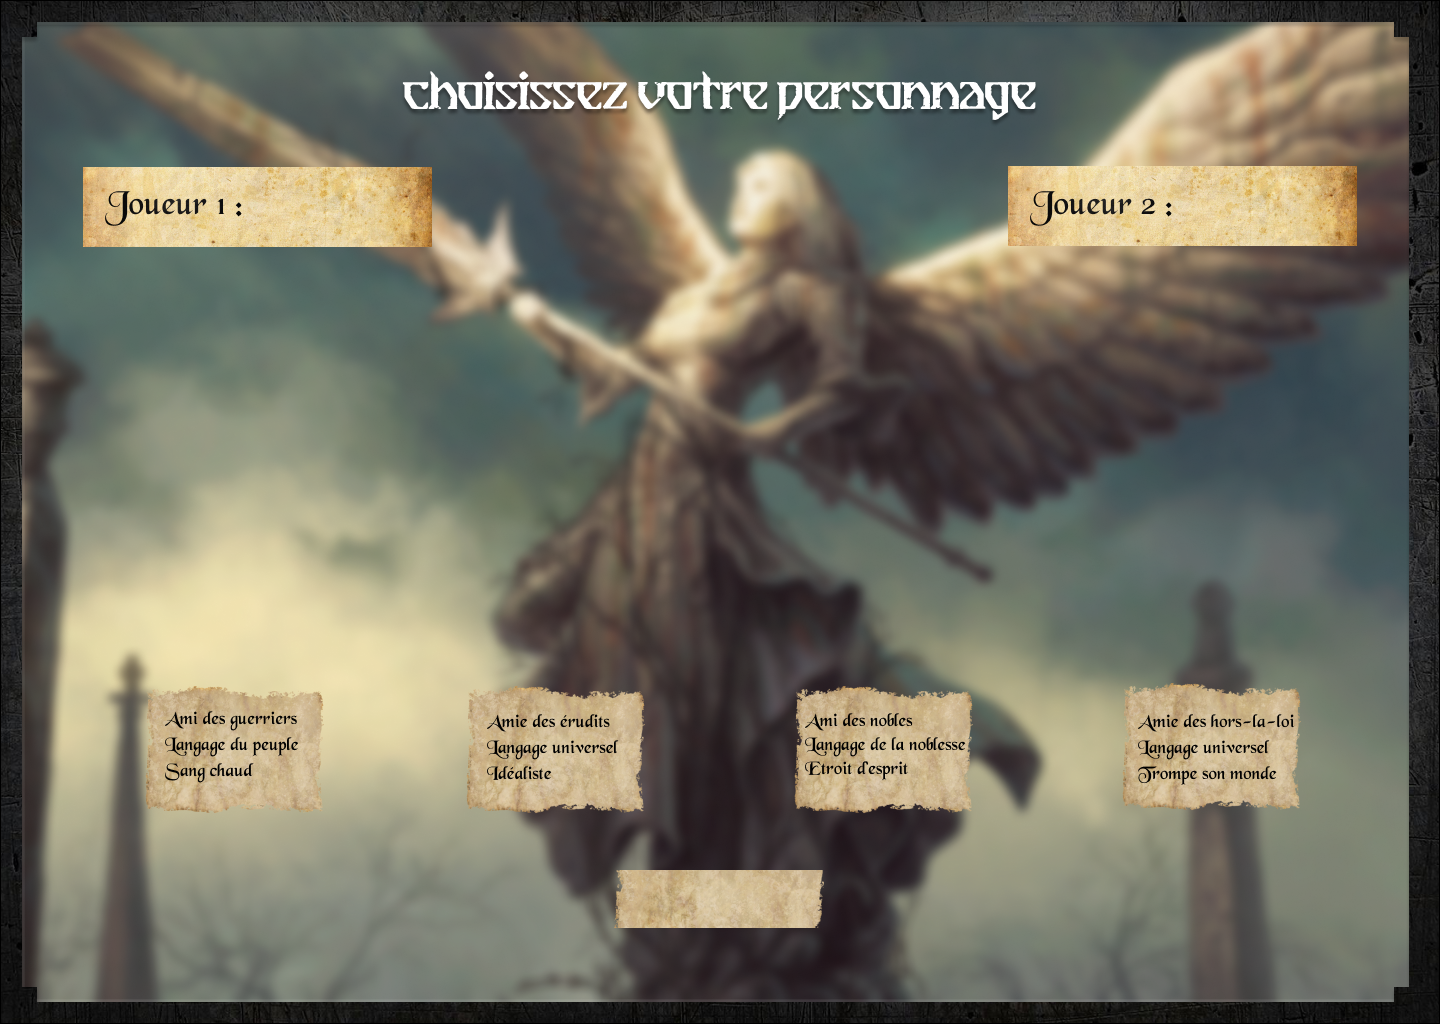 choisissez votre personnage
Joueur 1 :
Joueur 2 :
Ami des guerriers
Langage du peuple
Sang chaud
Amie des érudits
Langage universel
Idéaliste
Ami des nobles
Langage de la noblesse
Etroit d'esprit
Amie des hors-la-loi
Langage universel
Trompe son monde